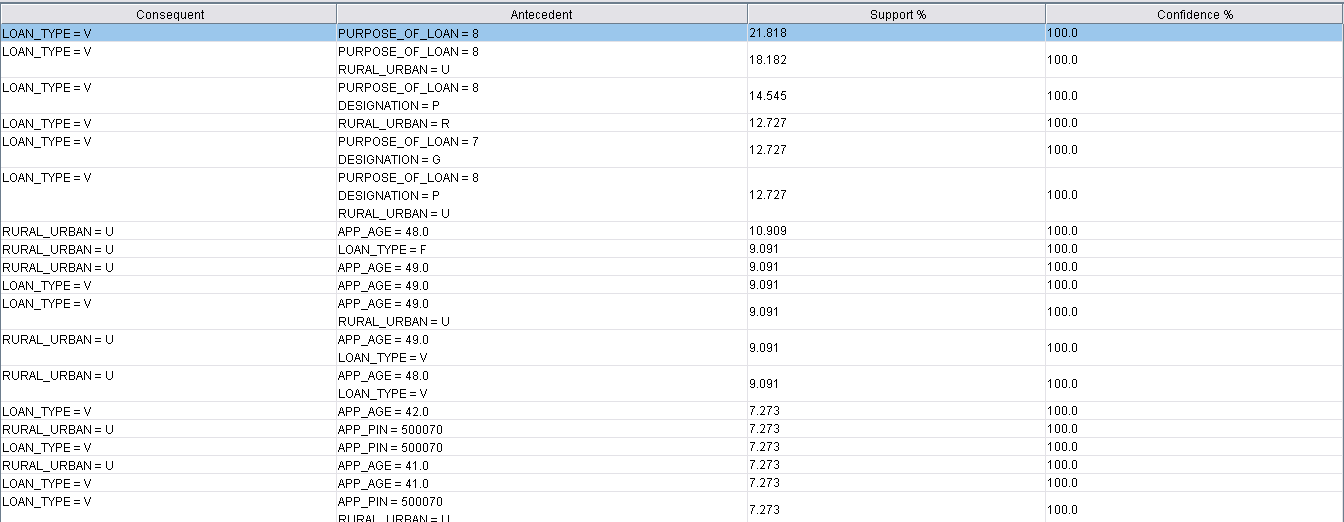 Consequent Antecedent Support % Confidence %
LOAN_TYPE = V PURPOSE_OF_LOAN = 8 21.818 100.0
LOAN_TYPE = V PURPOSE_OF_LOAN = 8 18.182 100.0
RURAL_URBAN = U
LOAN_TYPE = V PURPOSE_OF_LOAN = 8 14.545 100.0
DESIGNATION = P
LOAN_TYPE = V RURAL_URBAN = R 12.727 100.0
LOAN_TYPE = V PURPOSE_OF_LOAN = 7 12.727 100.0
DESIGNATION = G
LOAN_TYPE = V PURPOSE_OF_LOAN = 8
DESIGNATION = P 12.727 100.0
RURAL_URBAN = U
RURAL_URBAN = U APP_AGE = 48.0 10.909 100.0
RURAL_URBAN = U LOAN_TYPE = F 9.091 100.0
RURAL_URBAN = U APP_AGE = 49.0 9.091 100.0
LOAN_TYPE = V APP_AGE = 49.0 9.091 100.0
LOAN_TYPE = V APP_AGE = 49.0 9.091 100.0
RURAL_URBAN = U
RURAL_URBAN = U APP_AGE = 49.0 9.091 100.0
LOAN_TYPE = V
RURAL_URBAN = U APP_AGE = 48.0 9.091 100.0
LOAN_TYPE = V
LOAN_TYPE = V APP_AGE = 42.0 7.273 100.0
RURAL_URBAN = U APP_PIN = 500070 7.273 100.0
LOAN_TYPE = V APP_PIN = 500070 7.273 100.0
RURAL_URBAN = U APP_AGE = 41.0 7.273 100.0
LOAN_TYPE = V APP_AGE = 41.0 7.273 100.0
LOAN_TYPE = V APP_PIN = 500070 7.273 100.0
RURAL_URBAN = U